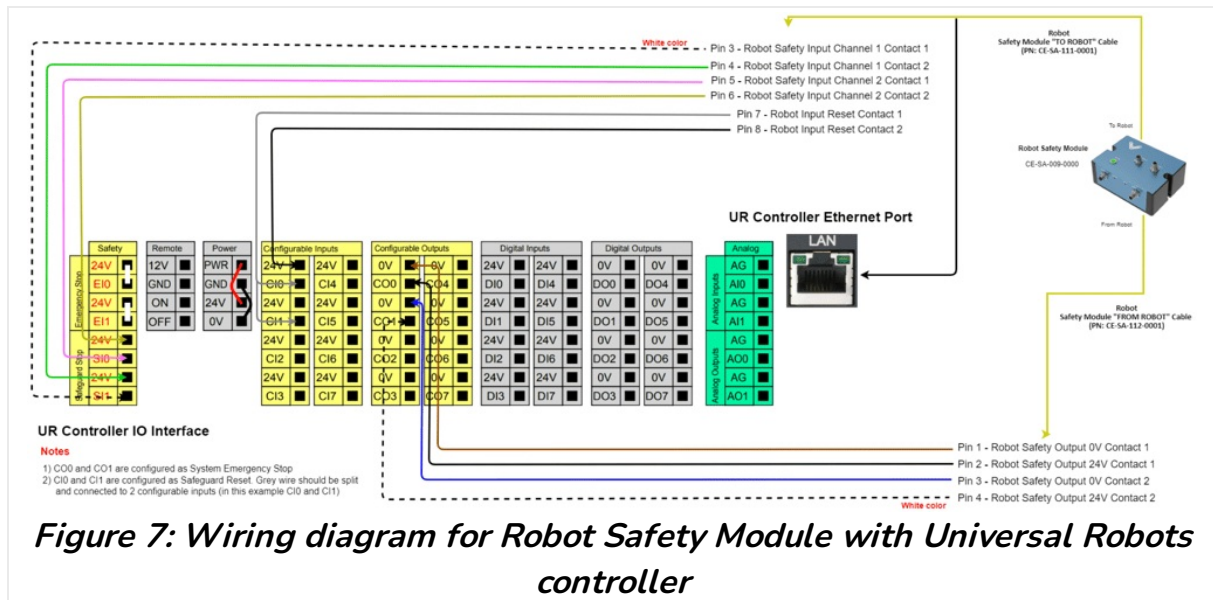 White color
Pin 3 - Robot Safety Input Channel 1 Contact 1
Pin 4 - Robot Safety Input Channel 1 Contact 2
Pin 5 - Robot Safety Input Channel 2 Contact 1
Pin 6 - Robot Safety Input Channel 2 Contact 2
Pin 7 - Robot Input Reset Contact 1
Pin 8 - Robot Input Reset Contact 2
Robot
Safety Module "TO ROBOT" Cable
(PN: CE-SA-111-0001)
To Robot
Robot Safety Module
CE-SA-009-0000
From Robot
UR Controller Ethernet Port
LAN
Safety Remote Power Configurable Inputs Configurable Outputs Digital Inputs Digital Outputs Analog
Emergency Stop
Safeguard Stop
Analog Inputs
Analog Outputs
24V 12V PWR 24V 24V 0V 0V 24V 24V 0V 0V AG
EI0 GND GND CI0 CI4 CO0 CO4 DI0 DI4 DO0 DO4 AI0
24V ON 24V 24V 24V 0V 0V 24V 24V 0V 0V AG
EI1 OFF 0V CI1 CI5 CO1 CO5 DI1 DI5 DO1 DO5 AI1
24V 24V 24V 0V 0V 24V 24V 0V 0V AG
SI0 CI2 CI6 CO2 CO6 DI2 DI6 DO2 DO6 AO0
24V 24V 24V 0V 0V 24V 24V 0V 0V AG
SI1 CI3 CI7 CO3 CO7 DI3 DI7 DO3 DO7 AO1
Robot
Safety Module "FROM ROBOT" Cable
(PN: CE-SA-112-0001)
UR Controller IO Interface
Notes
1) CO0 and CO1 are configured as System Emergency Stop
2) CI0 and CI1 are configured as Safeguard Reset. Grey wire should be split
and connected to 2 configurable inputs (in this example CI0 and CI1)
Pin 1 - Robot Safety Output 0V Contact 1
Pin 2 - Robot Safety Output 24V Contact 1
Pin 3 - Robot Safety Output 0V Contact 2
Pin 4 - Robot Safety Output 24V Contact 2
White color
Figure 7: Wiring diagram for Robot Safety Module with Universal Robots
controller